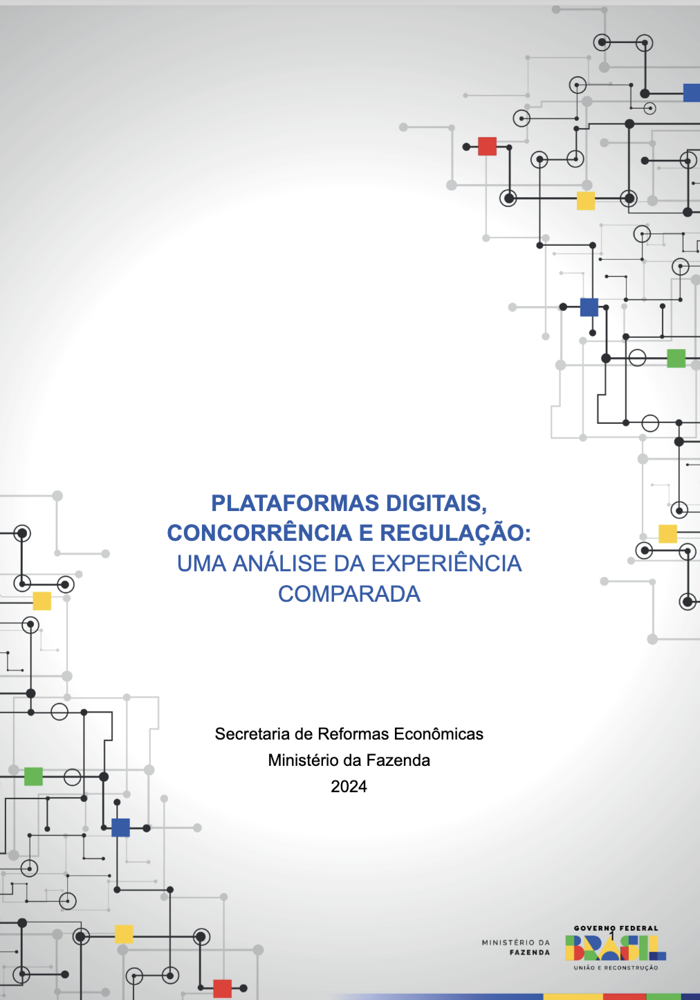 PLATAFORMAS DIGITAIS,
CONCORRÊNCIA E REGULAÇÃO:
UMA ANÁLISE DA EXPERIÊNCIA
COMPARADA
Secretaria de Reformas Econômicas
Ministério da Fazenda
2024
GOVERNO FEDERAL
1
MINISTÉRIO DA
FAZENDA
BRASIL
UNIÃO E RECONSTRUÇÃO